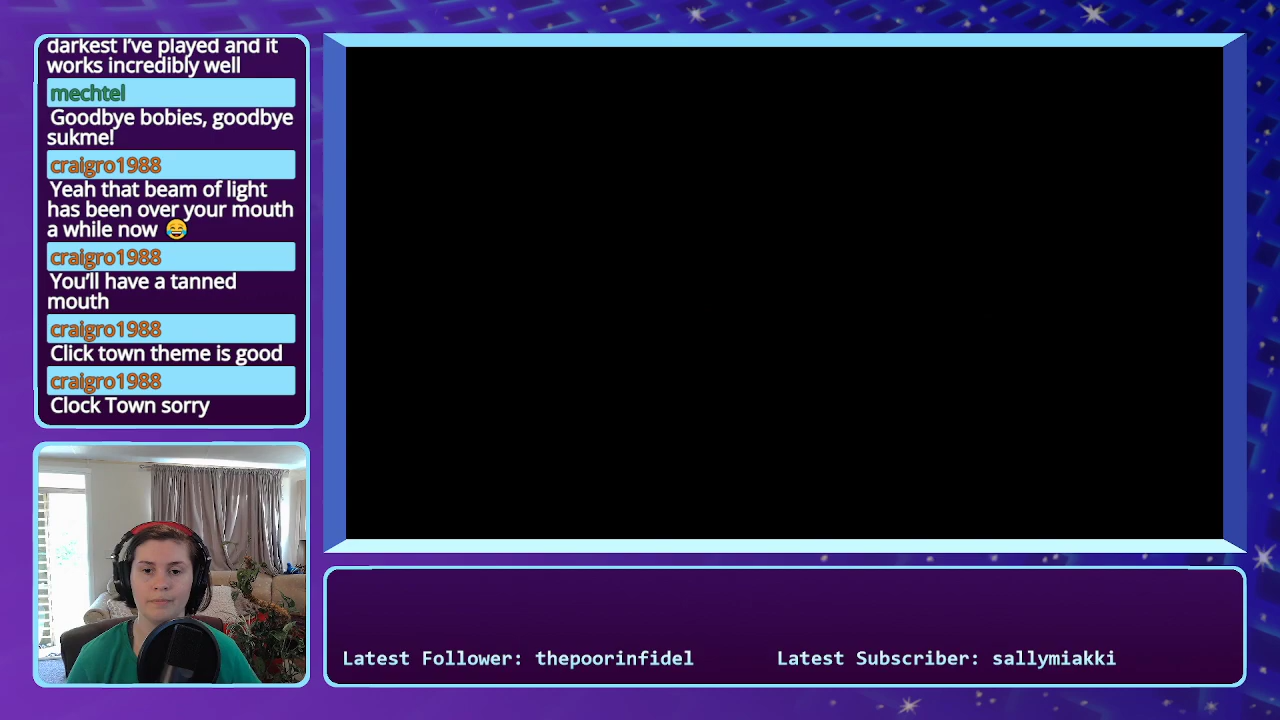 darkest I've played and it
works incredibly well
mechtel
Goodbye bobies, goodbye
sukme!
craigro1988
Yeah that beam of light
has been over your mouth
a while now 😂
craigro1988
You'll have a tanned
mouth
craigro1988
Click town theme is good
craigro1988
Clock Town sorry
Latest Follower: thepoorinfidel
Latest Subscriber: sallymiakki